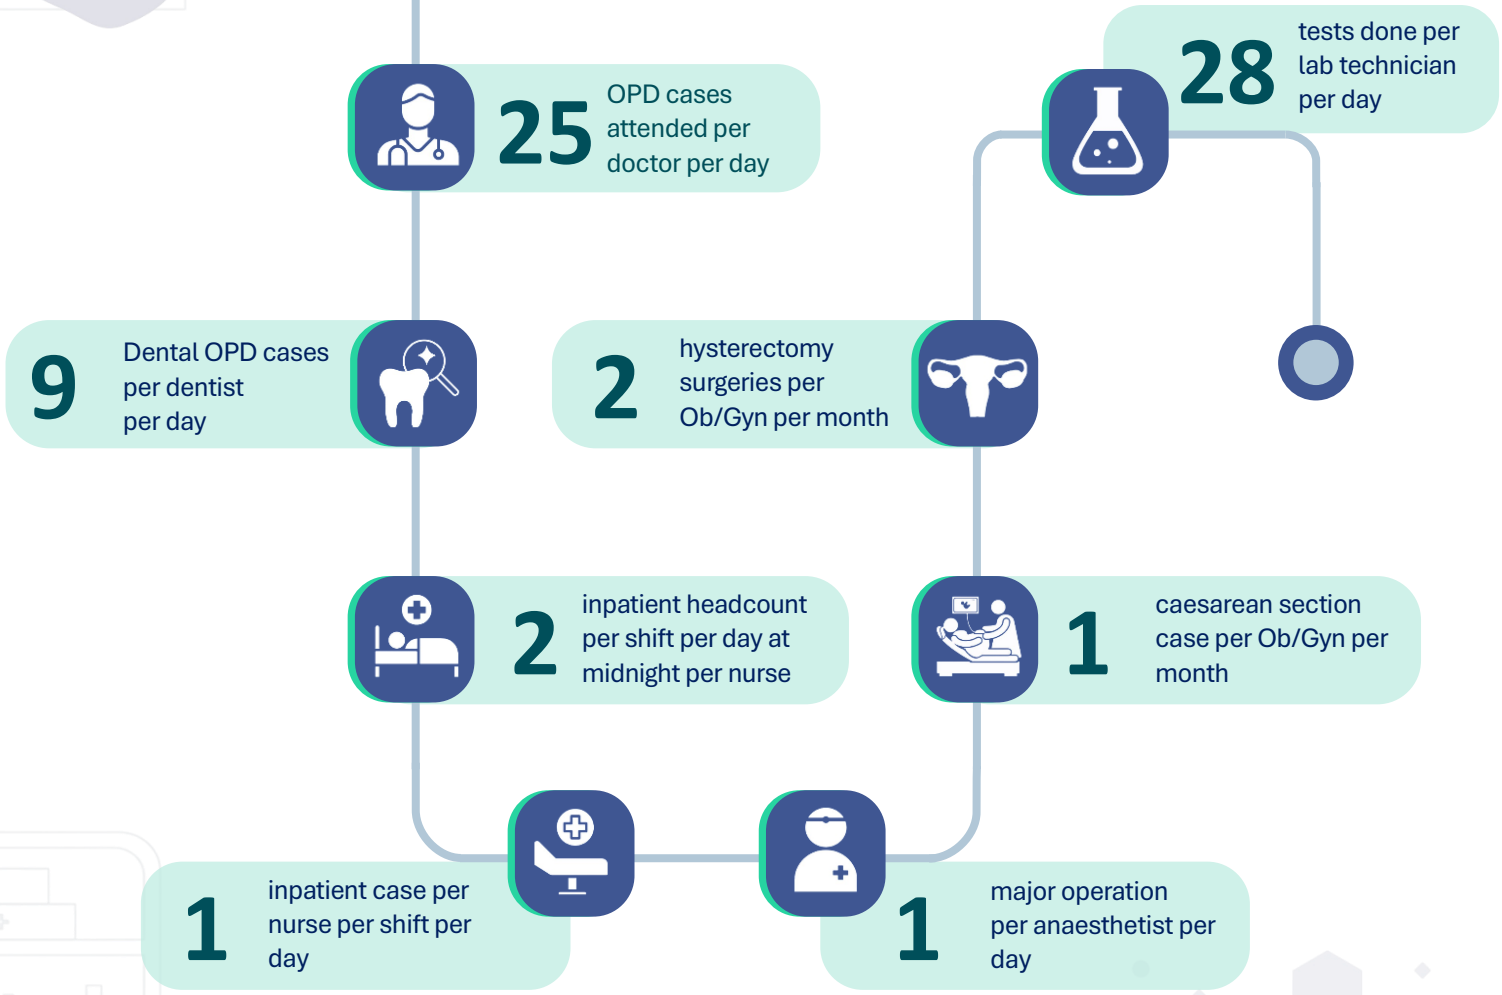 25
OPD cases
attended per
doctor per day
9
Dental OPD cases
per dentist
per day
2
inpatient headcount
per shift per day at
midnight per nurse
1
inpatient case per
nurse per shift per
day
1
major operation
per anaesthetist per
day
1
caesarean section
case per Ob/Gyn per
month
2
hysterectomy
surgeries per
Ob/Gyn per month
28
tests done per
lab technician
per day